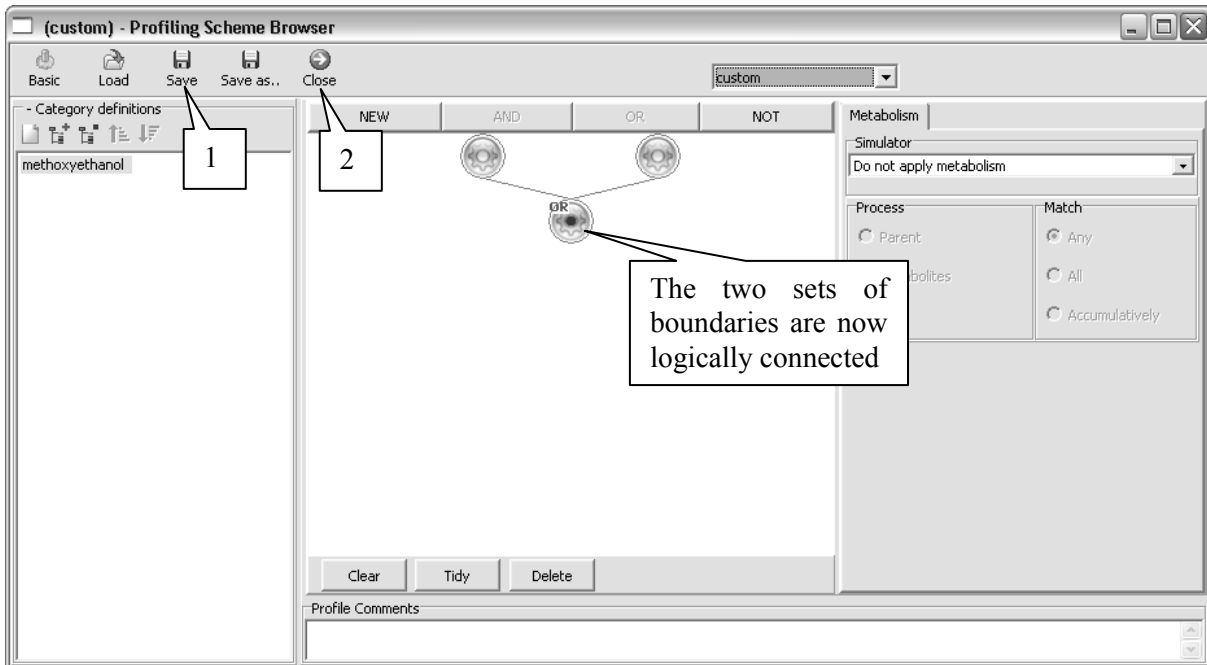 (custom) - Profiling Scheme Browser
Basic Load Save Save as.. Close
custom
- Category definitions
methoxyethanol
1
2
NEW AND OR NOT
OR
The two sets of
boundaries are now
logically connected
Clear Tidy Delete
Metabolism
Simulator
Do not apply metabolism
Process
Parent
bolites
Match
Any
All
Accumulatively
Profile Comments